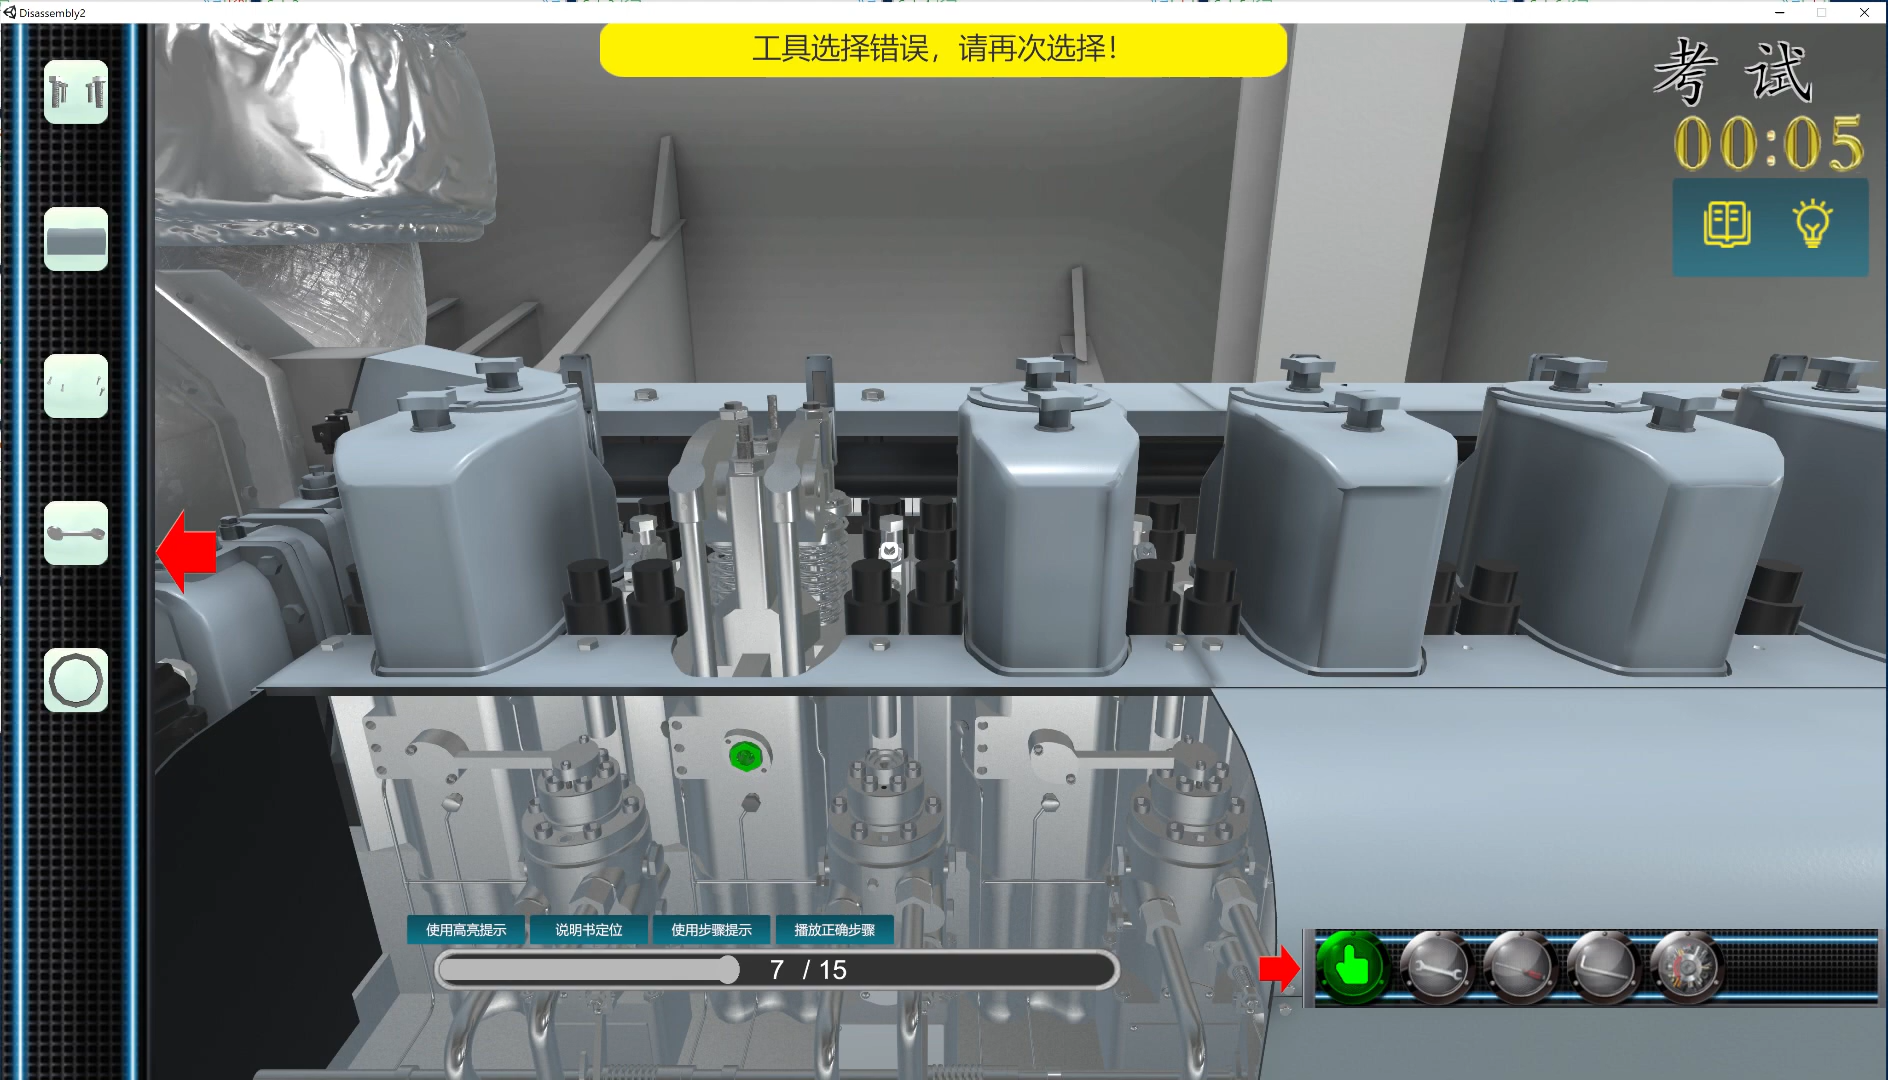 Disassembly2
工具选择错误，请再次选择！
考 试
00:05
使用高亮提示
说明书定位
使用步骤提示
播放正确步骤
7 / 15